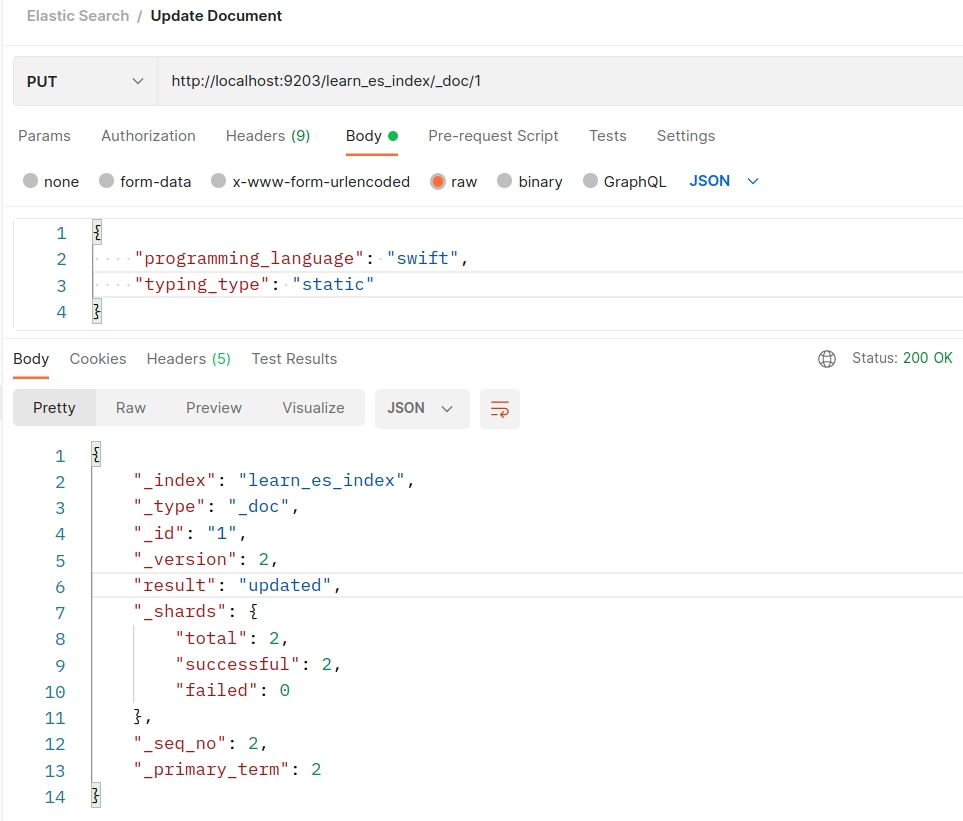 Elastic Search / Update Document
PUT http://localhost:9203/learn_es_index/_doc/1
Params Authorization Headers (9) Body Pre-request Script Tests Settings
none form-data x-www-form-urlencoded raw binary GraphQL JSON
1 {
2 ····"programming_language":·"swift",
3 ····"typing_type":·"static"
4 }
Body Cookies Headers (5) Test Results Status: 200 OK
Pretty Raw Preview Visualize JSON
1 {
2 "_index": "learn_es_index",
3 "_type": "_doc",
4 "_id": "1",
5 "_version": 2,
6 "result": "updated",
7 "_shards": {
8 "total": 2,
9 "successful": 2,
10 "failed": 0
11 },
12 "_seq_no": 2,
13 "_primary_term": 2
14 }